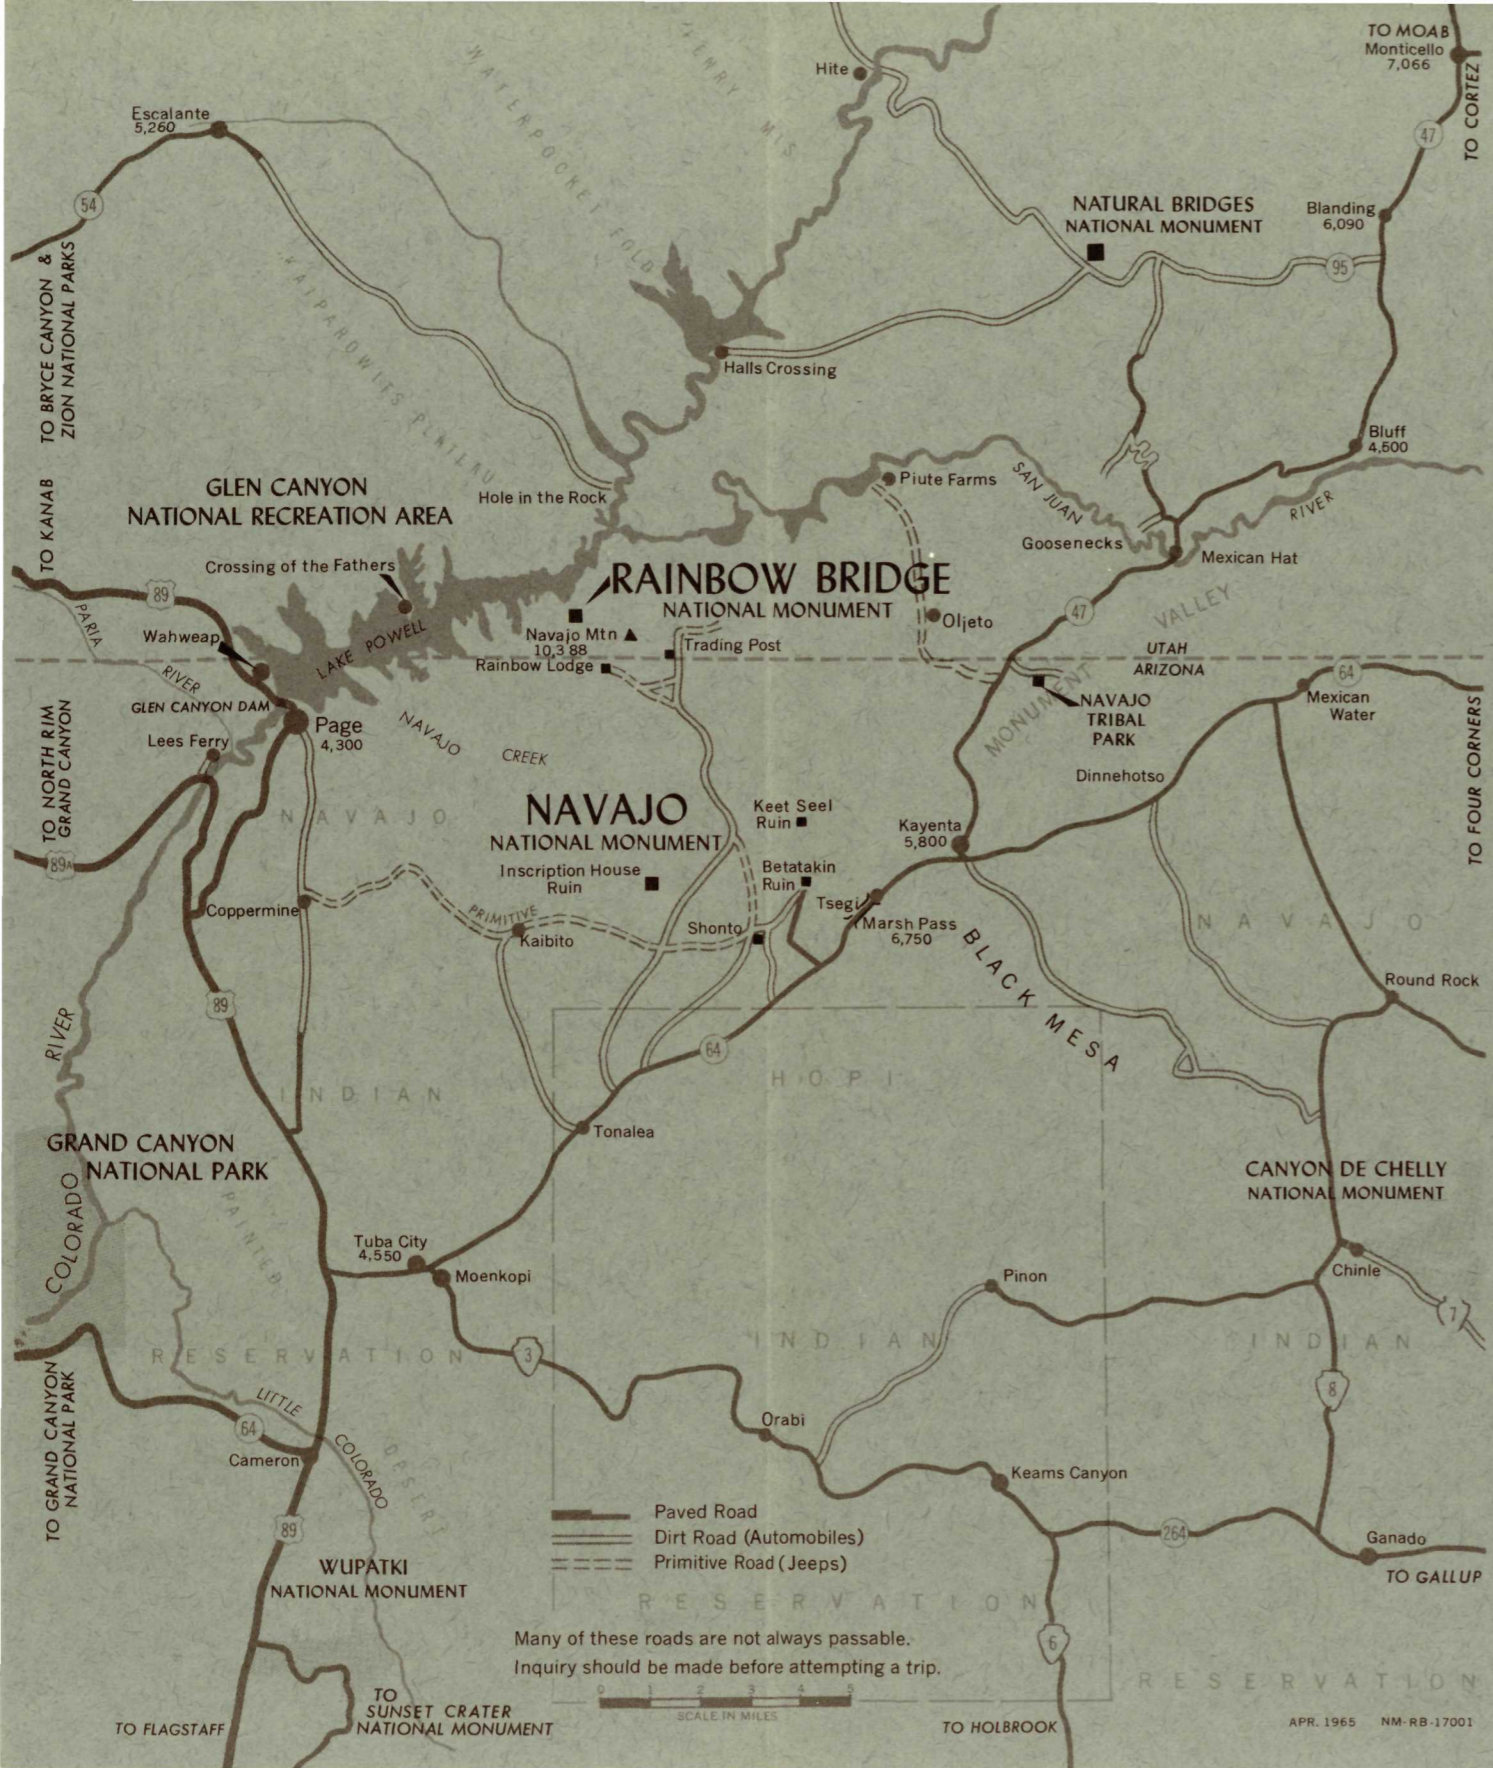 TO MOAB
Monticello
7,066
TO CORTEZ
Hite
HENRY MTS
WATERPOCKET FOLD
Escalante
5,260
47
54
NATURAL BRIDGES
NATIONAL MONUMENT
Blanding
6,090
95
TO BRYCE CANYON &
ZION NATIONAL PARKS
KAIPAROWITS PLATEAU
Halls Crossing
Bluff
4,500
Piute Farms
SAN JUAN
RIVER
Hole in the Rock
GLEN CANYON
NATIONAL RECREATION AREA
TO KANAB
Goosenecks
Mexican Hat
Crossing of the Fathers
RAINBOW BRIDGE
NATIONAL MONUMENT
89
PARIA
RIVER
47
VALLEY
MONUMENT
Oljeto
Wahweap
LAKE POWELL
Navajo Mtn
10,388
Trading Post
Rainbow Lodge
UTAH
ARIZONA
64
GLEN CANYON DAM
NAVAJO
TRIBAL
PARK
Mexican
Water
Page
4,300
NAVAJO
CREEK
Lees Ferry
TO NORTH RIM
GRAND CANYON
TO FOUR CORNERS
Dinnehotso
NAVAJO
NAVAJO
NATIONAL MONUMENT
Keet Seel
Ruin
Kayenta
5,800
89A
Inscription House
Ruin
Betatakin
Ruin
Tsegi
Coppermine
PRIMITIVE
Kaibito
Shonto
Marsh Pass
6,750
NAVAJO
BLACK MESA
Round Rock
89
RIVER
64
HOPI
INDIAN
Tonalea
GRAND CANYON
NATIONAL PARK
COLORADO
PAINTED
CANYON DE CHELLY
NATIONAL MONUMENT
Tuba City
4,550
Moenkopi
Pinon
Chinle
7
INDIAN
INDIAN
RESERVATION
3
8
TO GRAND CANYON
NATIONAL PARK
LITTLE
COLORADO
64
Orabi
Cameron
DESERT
Keams Canyon
Paved Road
Dirt Road (Automobiles)
Primitive Road (Jeeps)
89
264
Ganado
TO GALLUP
WUPATKI
NATIONAL MONUMENT
RESERVATION
Many of these roads are not always passable.
Inquiry should be made before attempting a trip.
6
RESERVATION
0 1 2 3 4 5
SCALE IN MILES
TO
SUNSET CRATER
NATIONAL MONUMENT
TO FLAGSTAFF
TO HOLBROOK
APR. 1965 NM-RB-17001